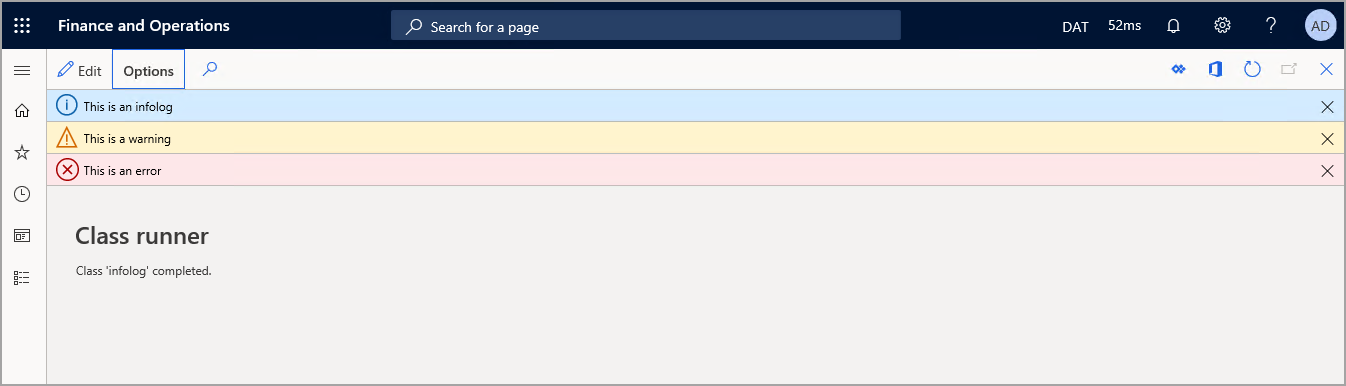 Finance and Operations
Search for a page
DAT
52ms
?
AD
Edit
Options
This is an infolog
This is a warning
This is an error
Class runner
Class 'infolog' completed.